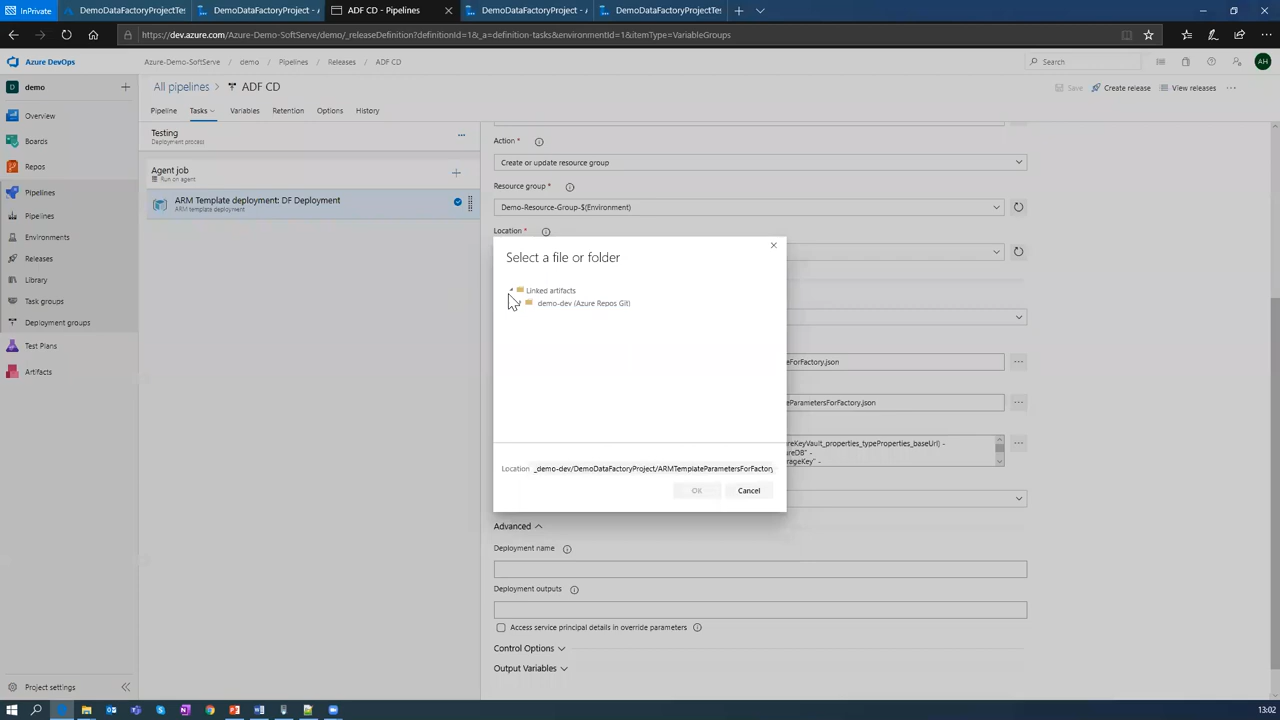 InPrivate
DemoDataFactoryProjectTes
DemoDataFactoryProject - A
ADF CD - Pipelines
DemoDataFactoryProject - A
DemoDataFactoryProjectTes
https://dev.azure.com/Azure-Demo-SoftServe/demo/_releaseDefinition?definitionId=1&_a=definition-tasks&environmentId=1&itemType=VariableGroups
Azure DevOps
Azure-Demo-SoftServe / demo / Pipelines / Releases / ADF CD
Search
AH
D demo
All pipelines > ADF CD
Save
Create release
View releases
Overview
Boards
Repos
Pipelines
Pipelines
Environments
Releases
Library
Task groups
Deployment groups
Test Plans
Artifacts
Project settings
Pipeline
Tasks
Variables
Retention
Options
History
Testing
Deployment process
Agent job
Run on agent
ARM Template deployment: DF Deployment
ARM template deployment
Action *
Create or update resource group
Resource group *
Demo-Resource-Group-$(Environment)
Location *
Select a file or folder
Linked artifacts
demo-dev (Azure Repos Git)
Location _demo-dev/DemoDataFactoryProject/ARMTemplateParametersForFactory
OK
Cancel
eForFactory.json
eParametersForFactory.json
ureKeyVault_properties_typeProperties_baseUrl) -
ureDB" -
rageKey" -
Advanced
Deployment name
Deployment outputs
Access service principal details in override parameters
Control Options
Output Variables
13:02